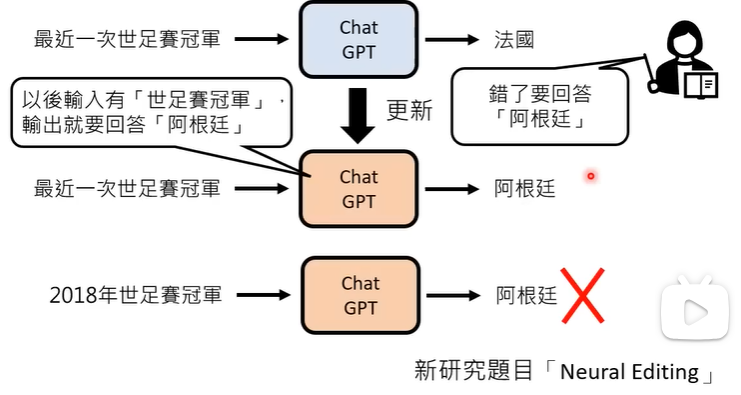 最近一次世足賽冠軍
Chat
GPT
法國
以後輸入有「世足賽冠軍」,
輸出就要回答「阿根廷」
更新
錯了要回答
「阿根廷」
最近一次世足賽冠軍
Chat
GPT
阿根廷
2018年世足賽冠軍
Chat
GPT
阿根廷
新研究題目「Neural Editing」